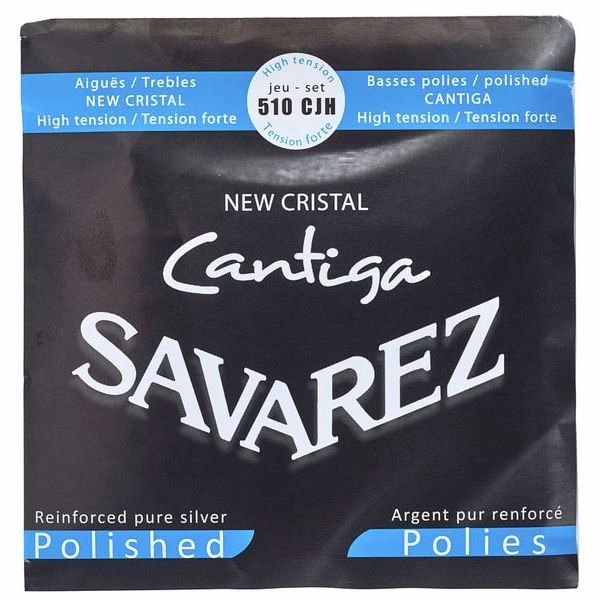 Aiguës / Trebles
NEW CRISTAL
High tension / Tension forte
High tension
jeu - set
510 CJH
Tension forte
Basses polies / polished
CANTIGA
High tension / Tension forte
NEW CRISTAL
Cantiga
SAVAREZ
Reinforced pure silver
Polished
Argent pur renforcé
Polies